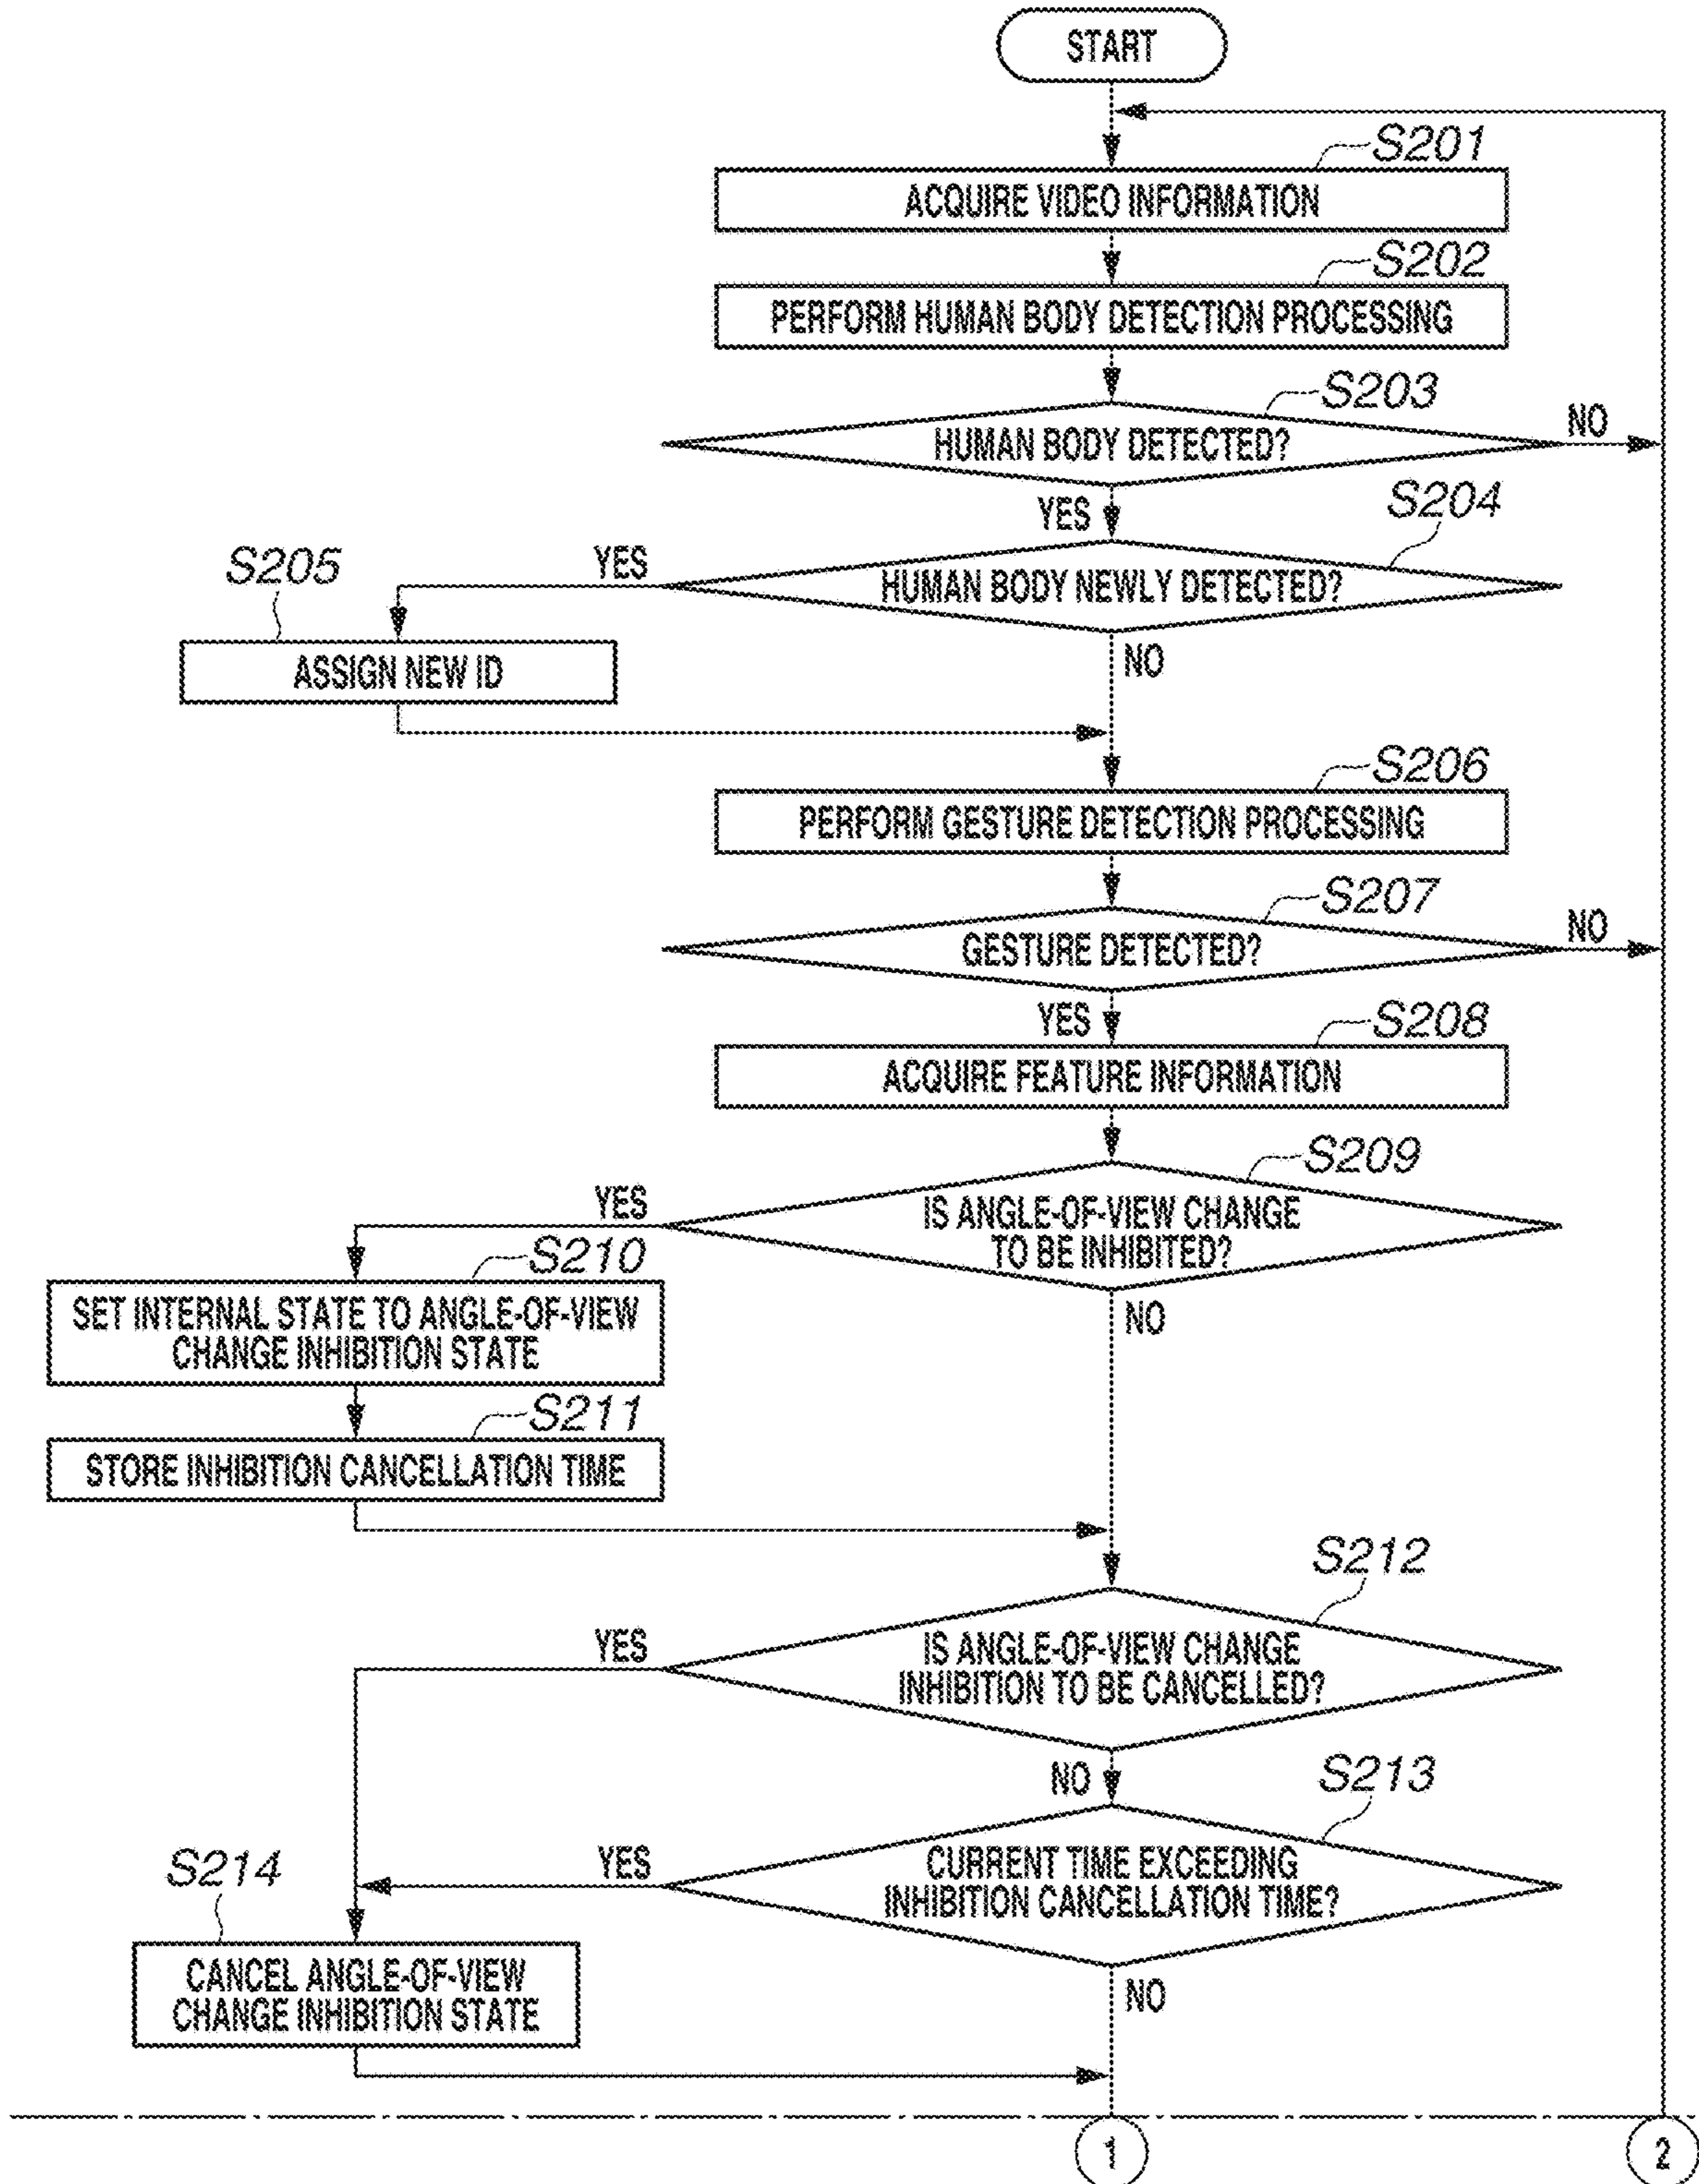 START
S201
ACQUIRE VIDEO INFORMATION
S202
PERFORM HUMAN BODY DETECTION PROCESSING
S203
HUMAN BODY DETECTED?
NO
YES
S204
HUMAN BODY NEWLY DETECTED?
YES
S205
ASSIGN NEW ID
NO
S206
PERFORM GESTURE DETECTION PROCESSING
S207
GESTURE DETECTED?
NO
YES
S208
ACQUIRE FEATURE INFORMATION
S209
IS ANGLE-OF-VIEW CHANGE
TO BE INHIBITED?
YES
S210
SET INTERNAL STATE TO ANGLE-OF-VIEW
CHANGE INHIBITION STATE
NO
S211
STORE INHIBITION CANCELLATION TIME
S212
IS ANGLE-OF-VIEW CHANGE
INHIBITION TO BE CANCELLED?
YES
NO
S213
CURRENT TIME EXCEEDING
INHIBITION CANCELLATION TIME?
YES
S214
CANCEL ANGLE-OF-VIEW
CHANGE INHIBITION STATE
NO
1
2